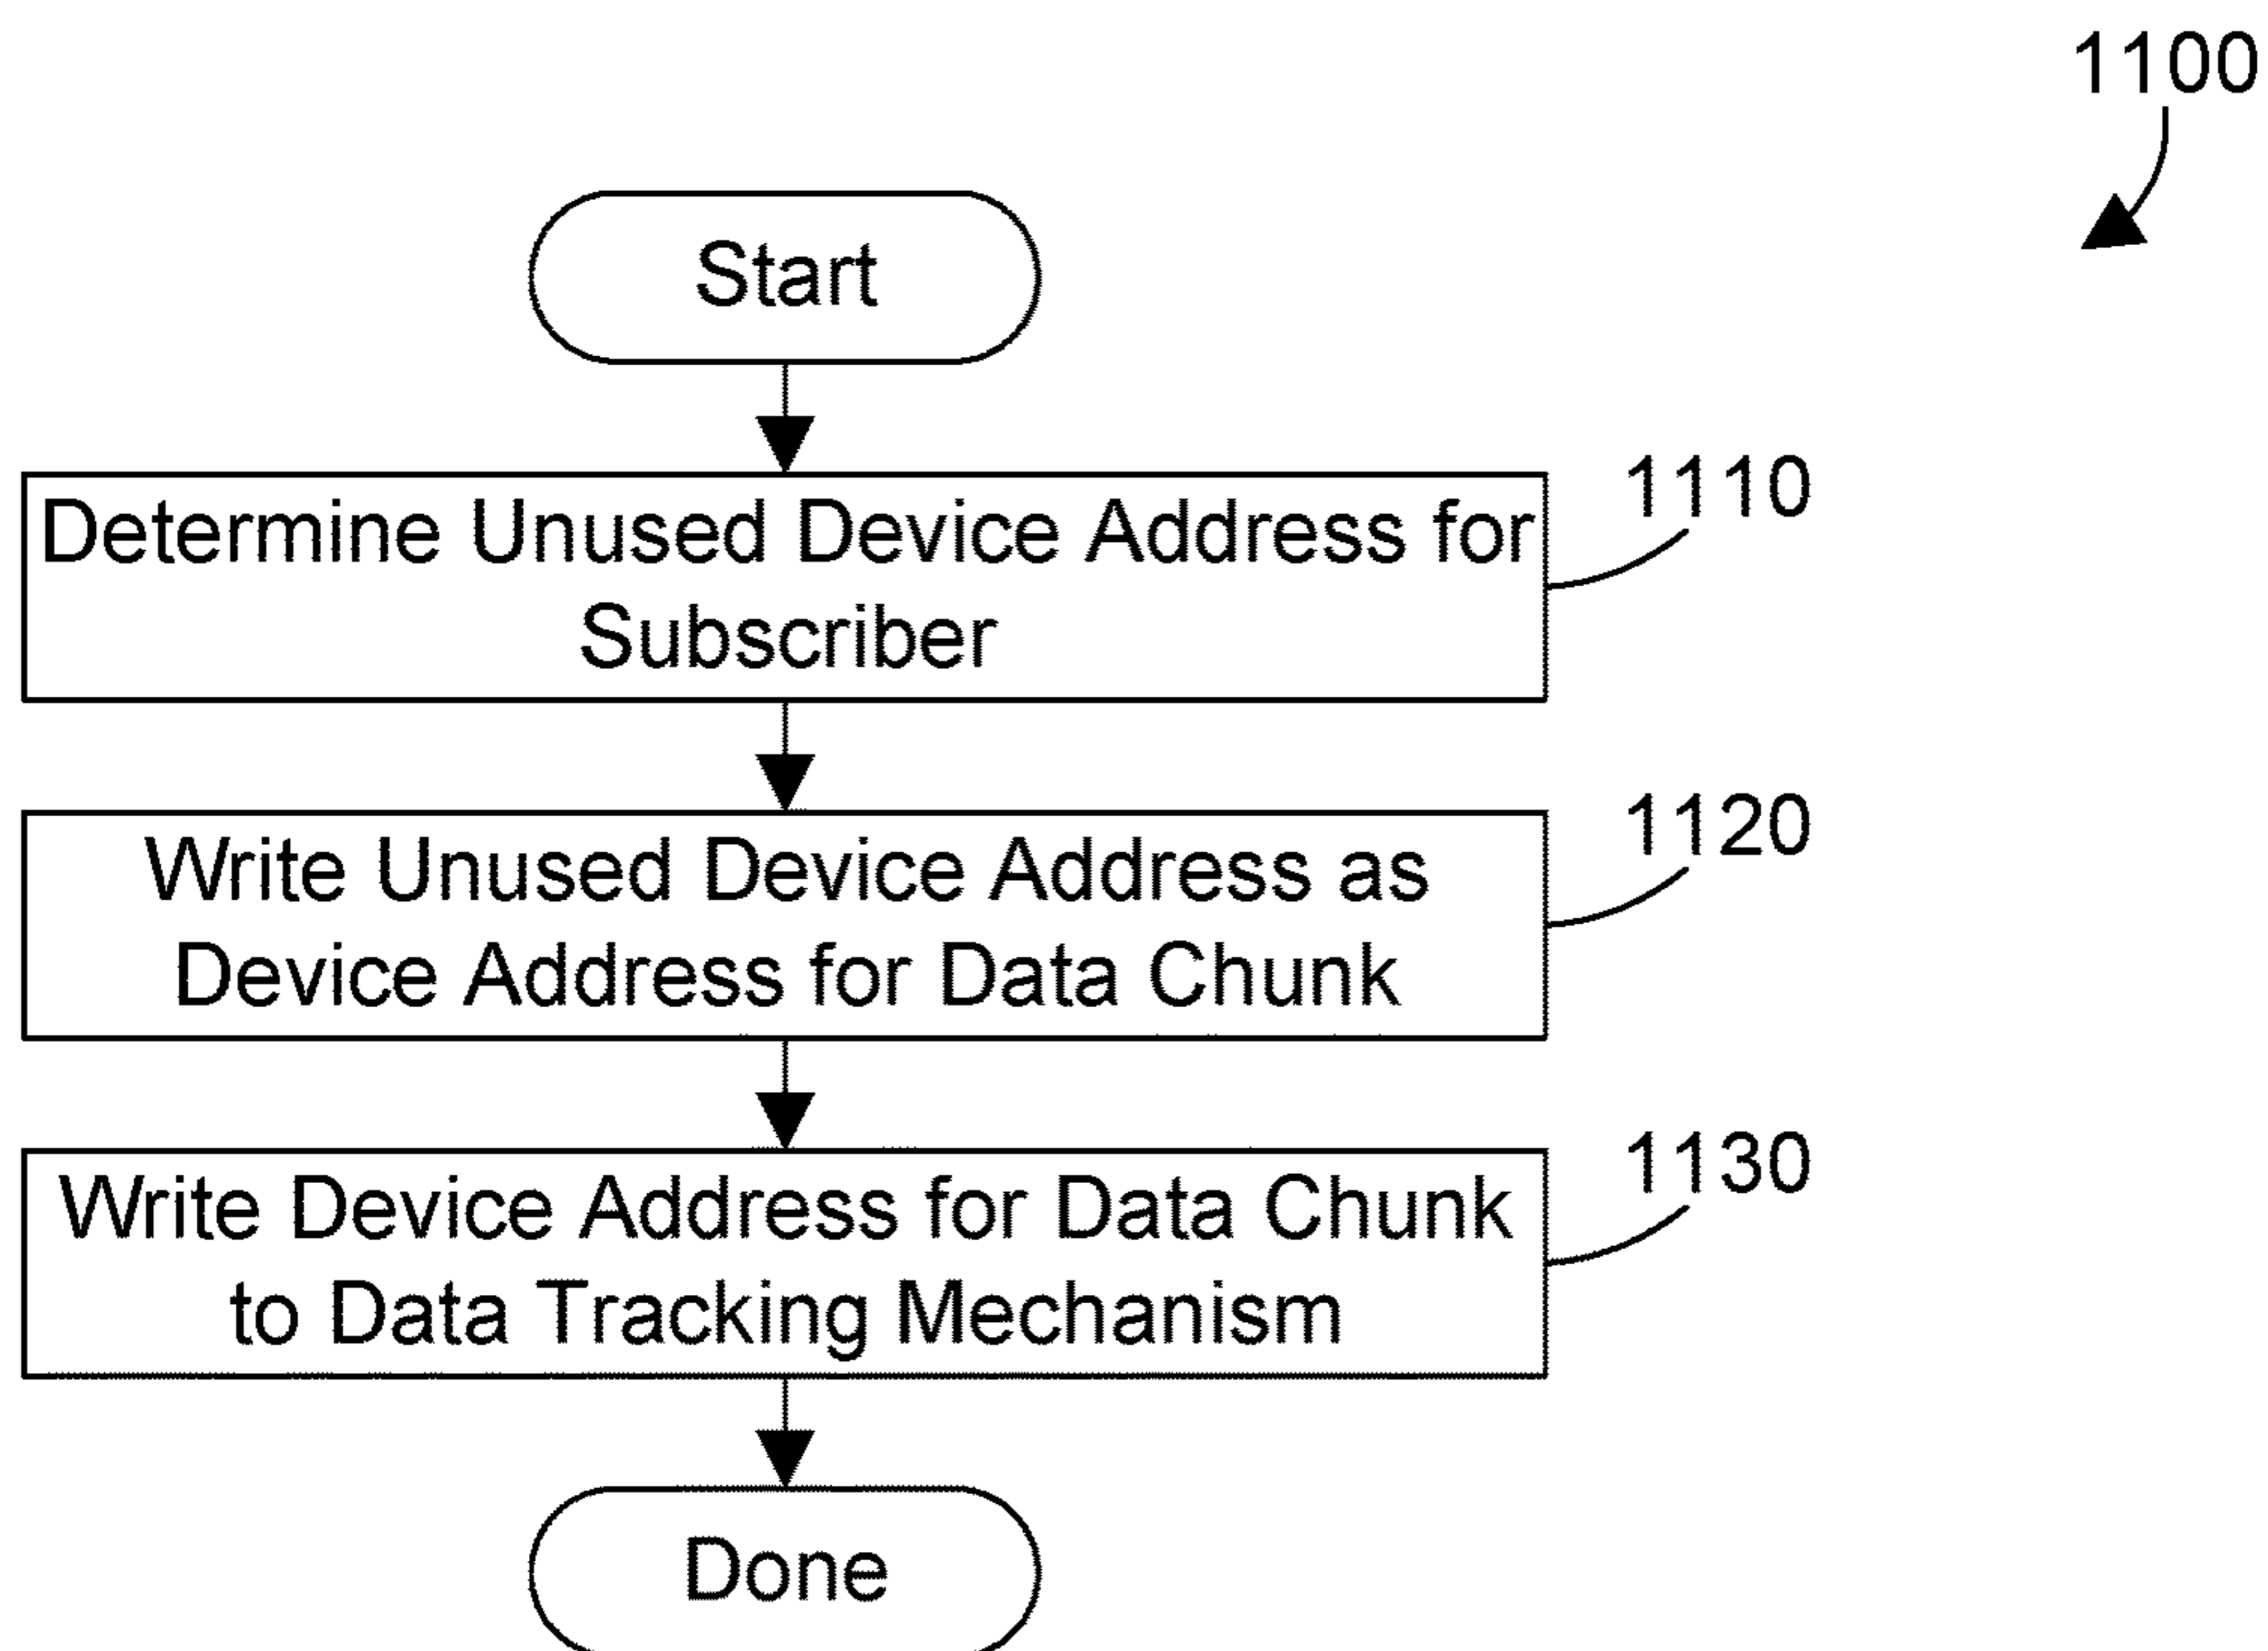 1100
Start
Determine Unused Device Address for
Subscriber
1110
Write Unused Device Address as
Device Address for Data Chunk
1120
Write Device Address for Data Chunk
to Data Tracking Mechanism
1130
Done